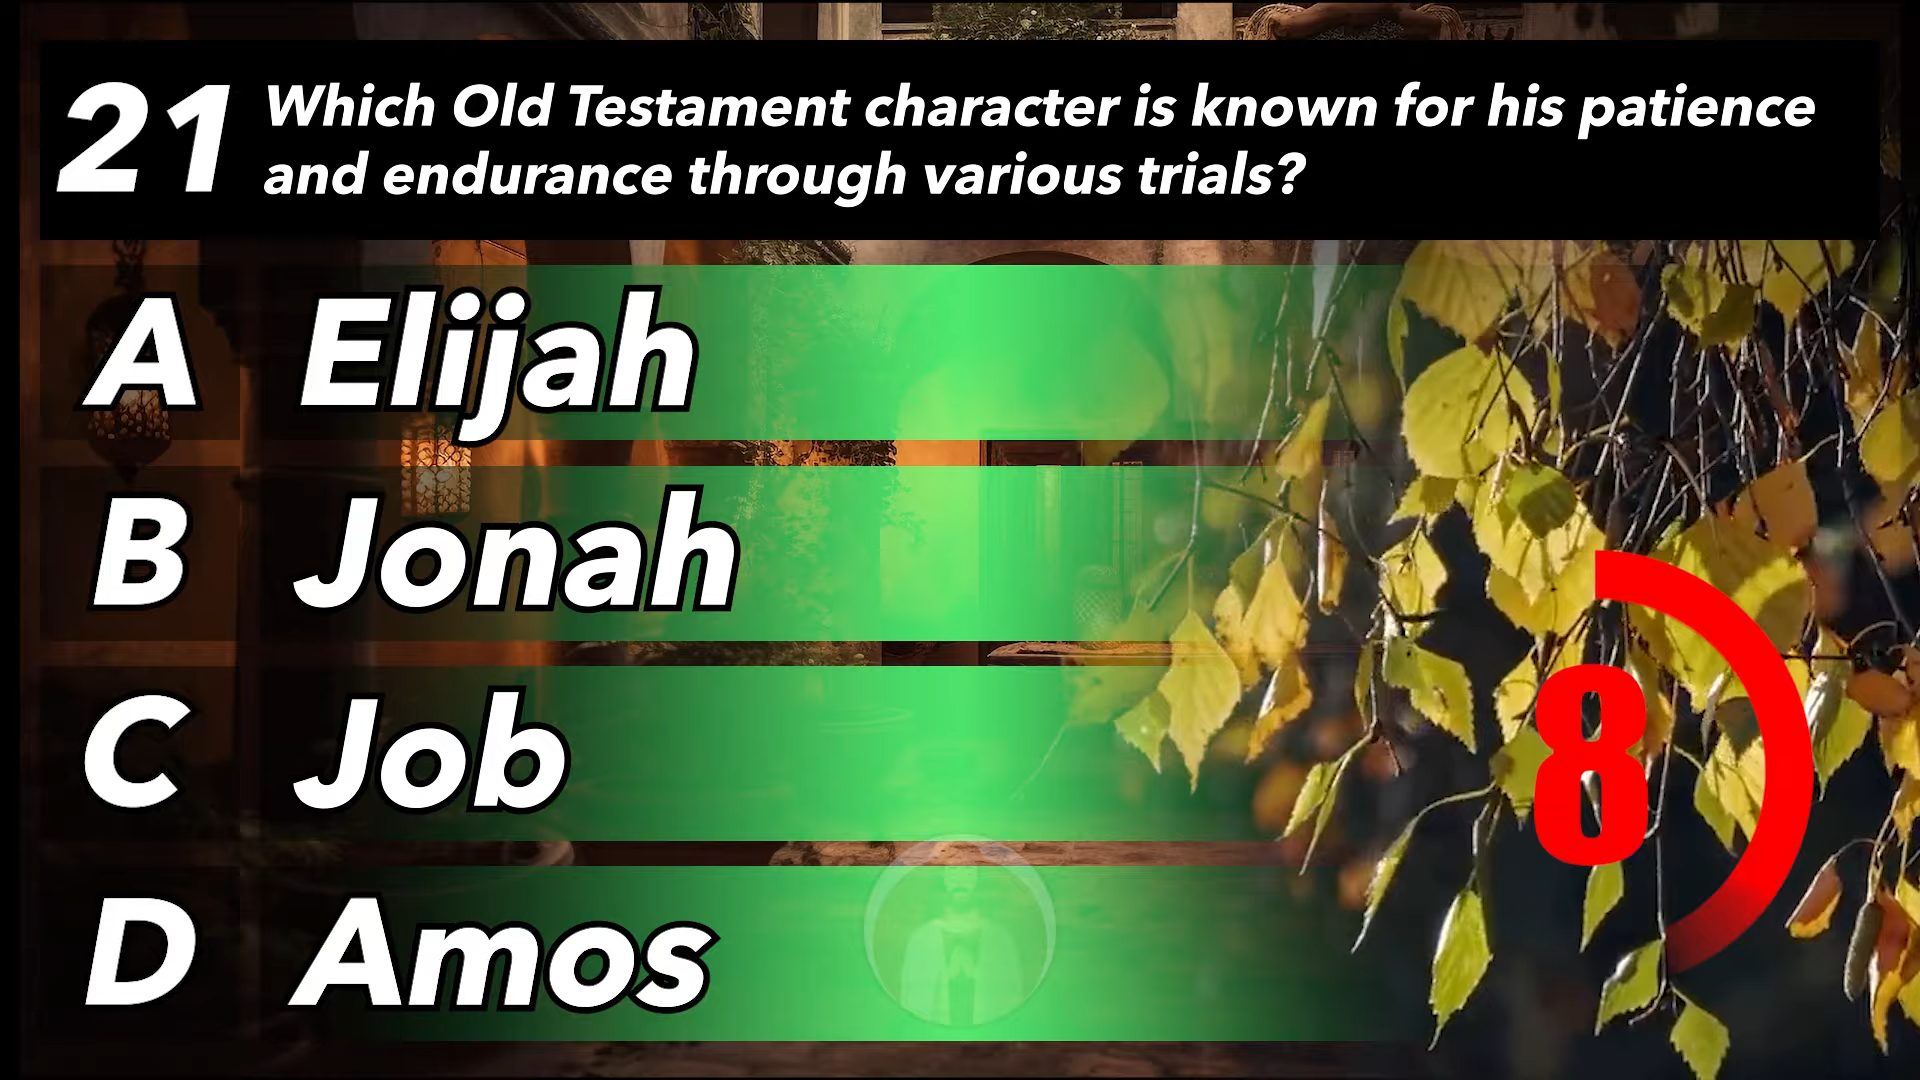 21 Which Old Testament character is known for his patience
and endurance through various trials?
A Elijah
B Jonah
C Job
8
D Amos